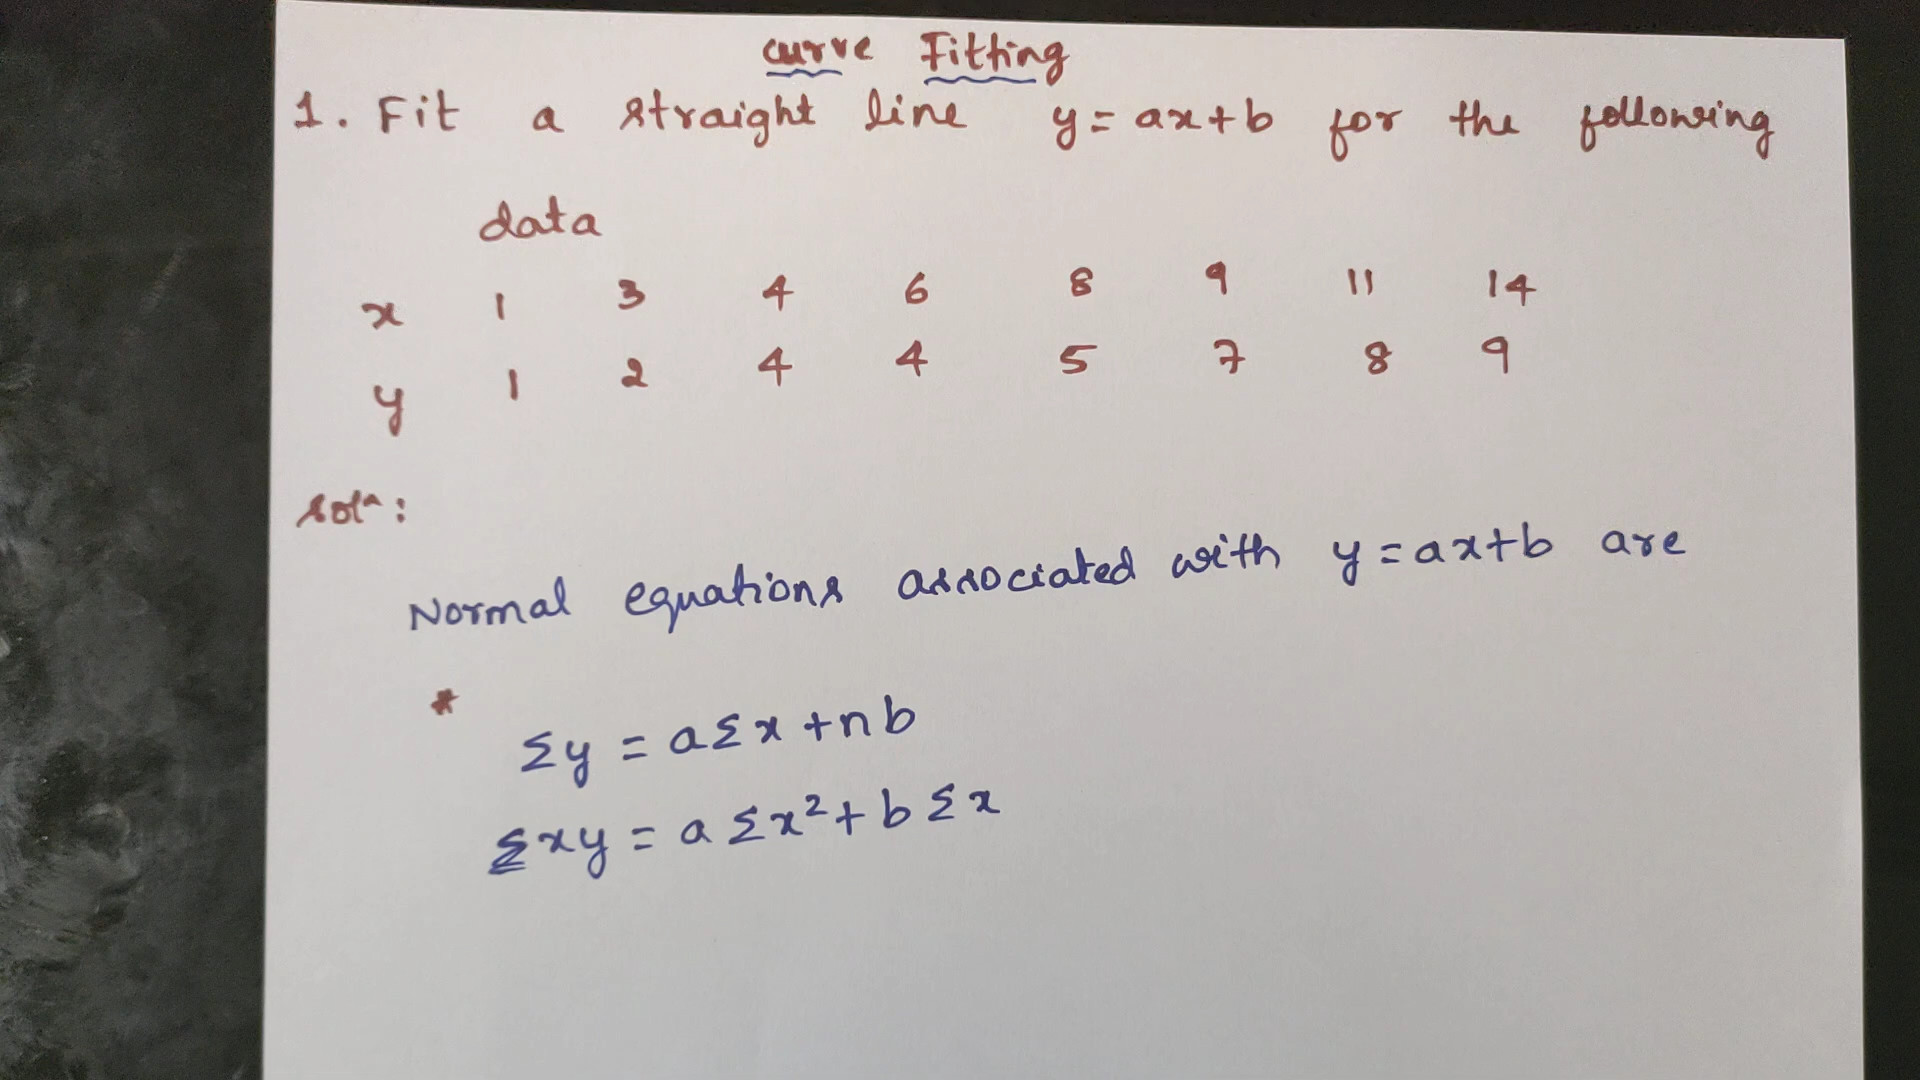 curve Fitting
1. Fit a straight line y = ax+b for the following
data
x 1 3 4 6 8 9 11 14
y 1 2 4 4 5 7 8 9
solⁿ:
Normal equations associated with y = ax+b are
*
Σy = aΣx + nb
Σxy = aΣx² + bΣx